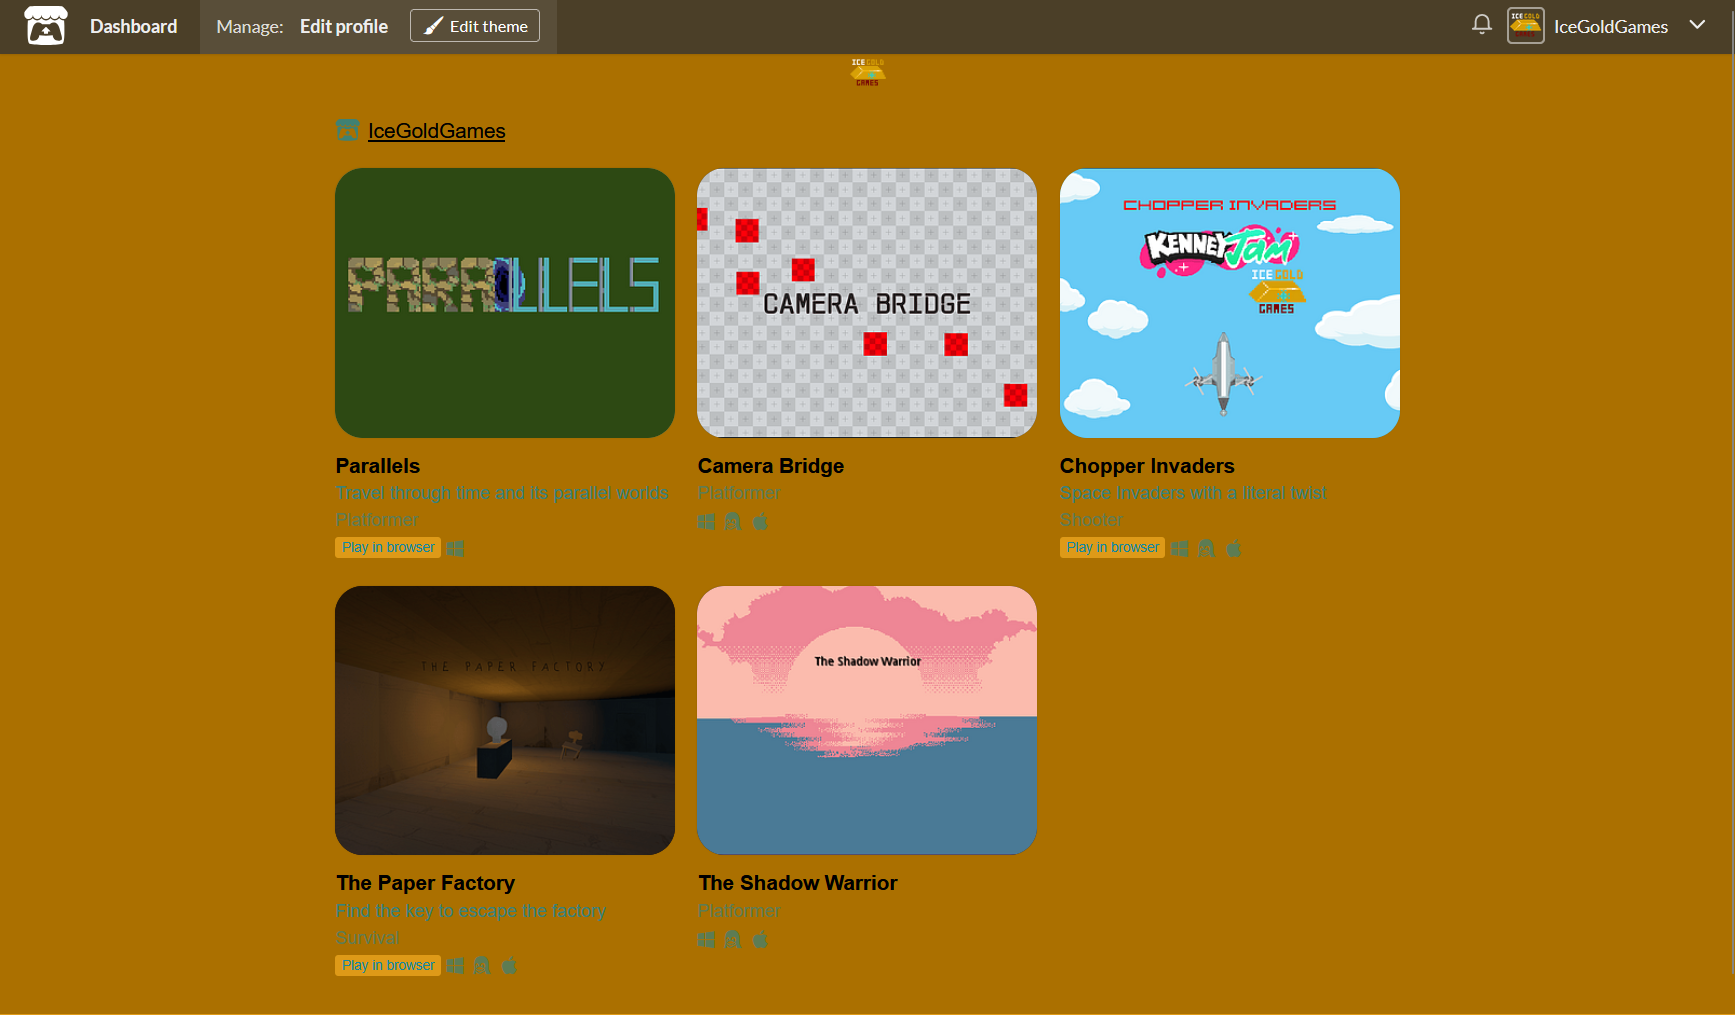 Dashboard
Manage: Edit profile Edit theme
IceGoldGames
ICE GOLD
GAMES
IceGoldGames
PARALLELS
CAMERA BRIDGE
CHOPPER INVADERS
KENNEY Jam
ICE GOLD
GAMES
Parallels
Travel through time and its parallel worlds
Platformer
Play in browser
Camera Bridge
Platformer
Chopper Invaders
Space Invaders with a literal twist
Shooter
Play in browser
THE PAPER FACTORY
The Shadow Warrior
The Paper Factory
Find the key to escape the factory
Survival
Play in browser
The Shadow Warrior
Platformer